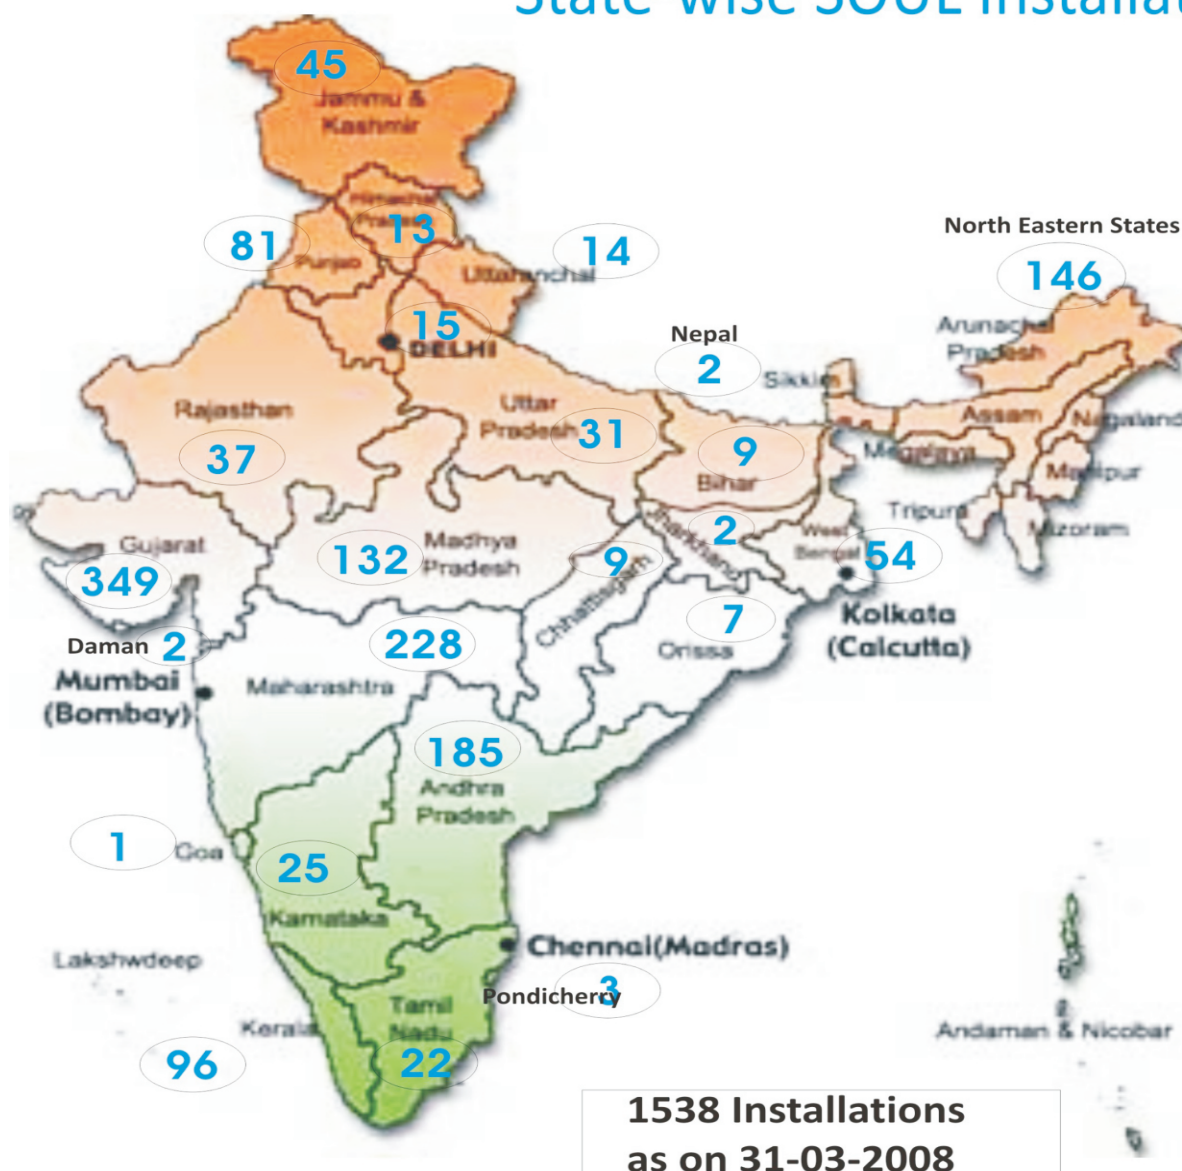 State-wise SOUL Installat
45
Jammu &
Kashmir
Himachal
Pradesh
13
81
Punjab
14
Uttaranchal
North Eastern States
146
15
DELHI
Nepal
2
Sikkim
Arunachal
Pradesh
Rajasthan
37
Uttar
Pradesh
31
9
Bihar
Assam
Nagaland
Megalaya
Manipur
Tripura
Mizoram
Gujarat
349
132
Madhya
Pradesh
9
Chhattisgarh
2
Jharkhand
West
Bengal
54
Kolkata
(Calcutta)
7
Orissa
Daman 2
Mumbai
(Bombay)
228
Maharashtra
185
Andhra
Pradesh
1
Goa
25
Karnataka
Lakshwdeep
Chennai(Madras)
Pondicherry
3
Tamil
Nadu
22
Kerala
96
Andaman & Nicobar
1538 Installations
as on 31-03-2008